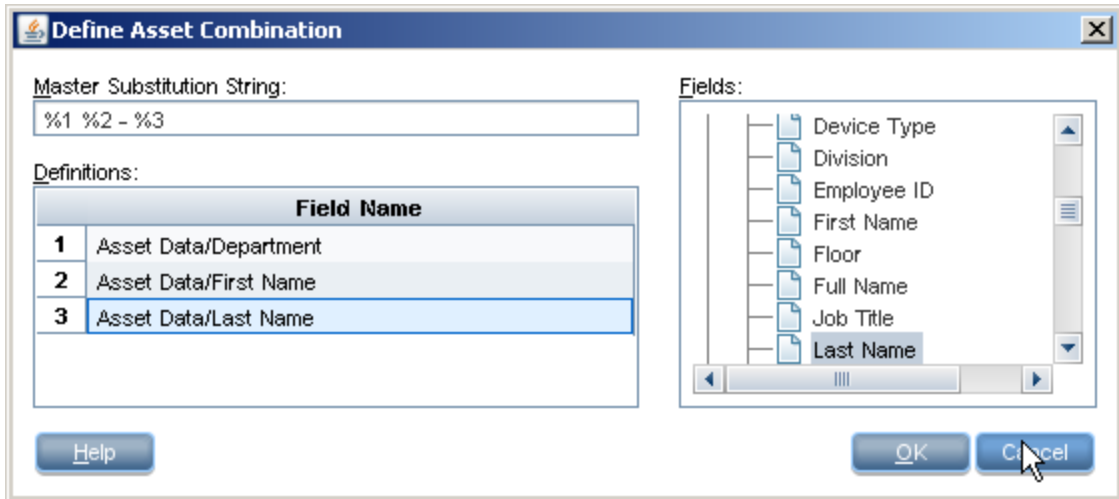 Define Asset Combination
Master Substitution String:
%1 %2 - %3
Definitions:
Field Name
1 Asset Data/Department
2 Asset Data/First Name
3 Asset Data/Last Name
Fields:
Device Type
Division
Employee ID
First Name
Floor
Full Name
Job Title
Last Name
Help
OK
Cancel